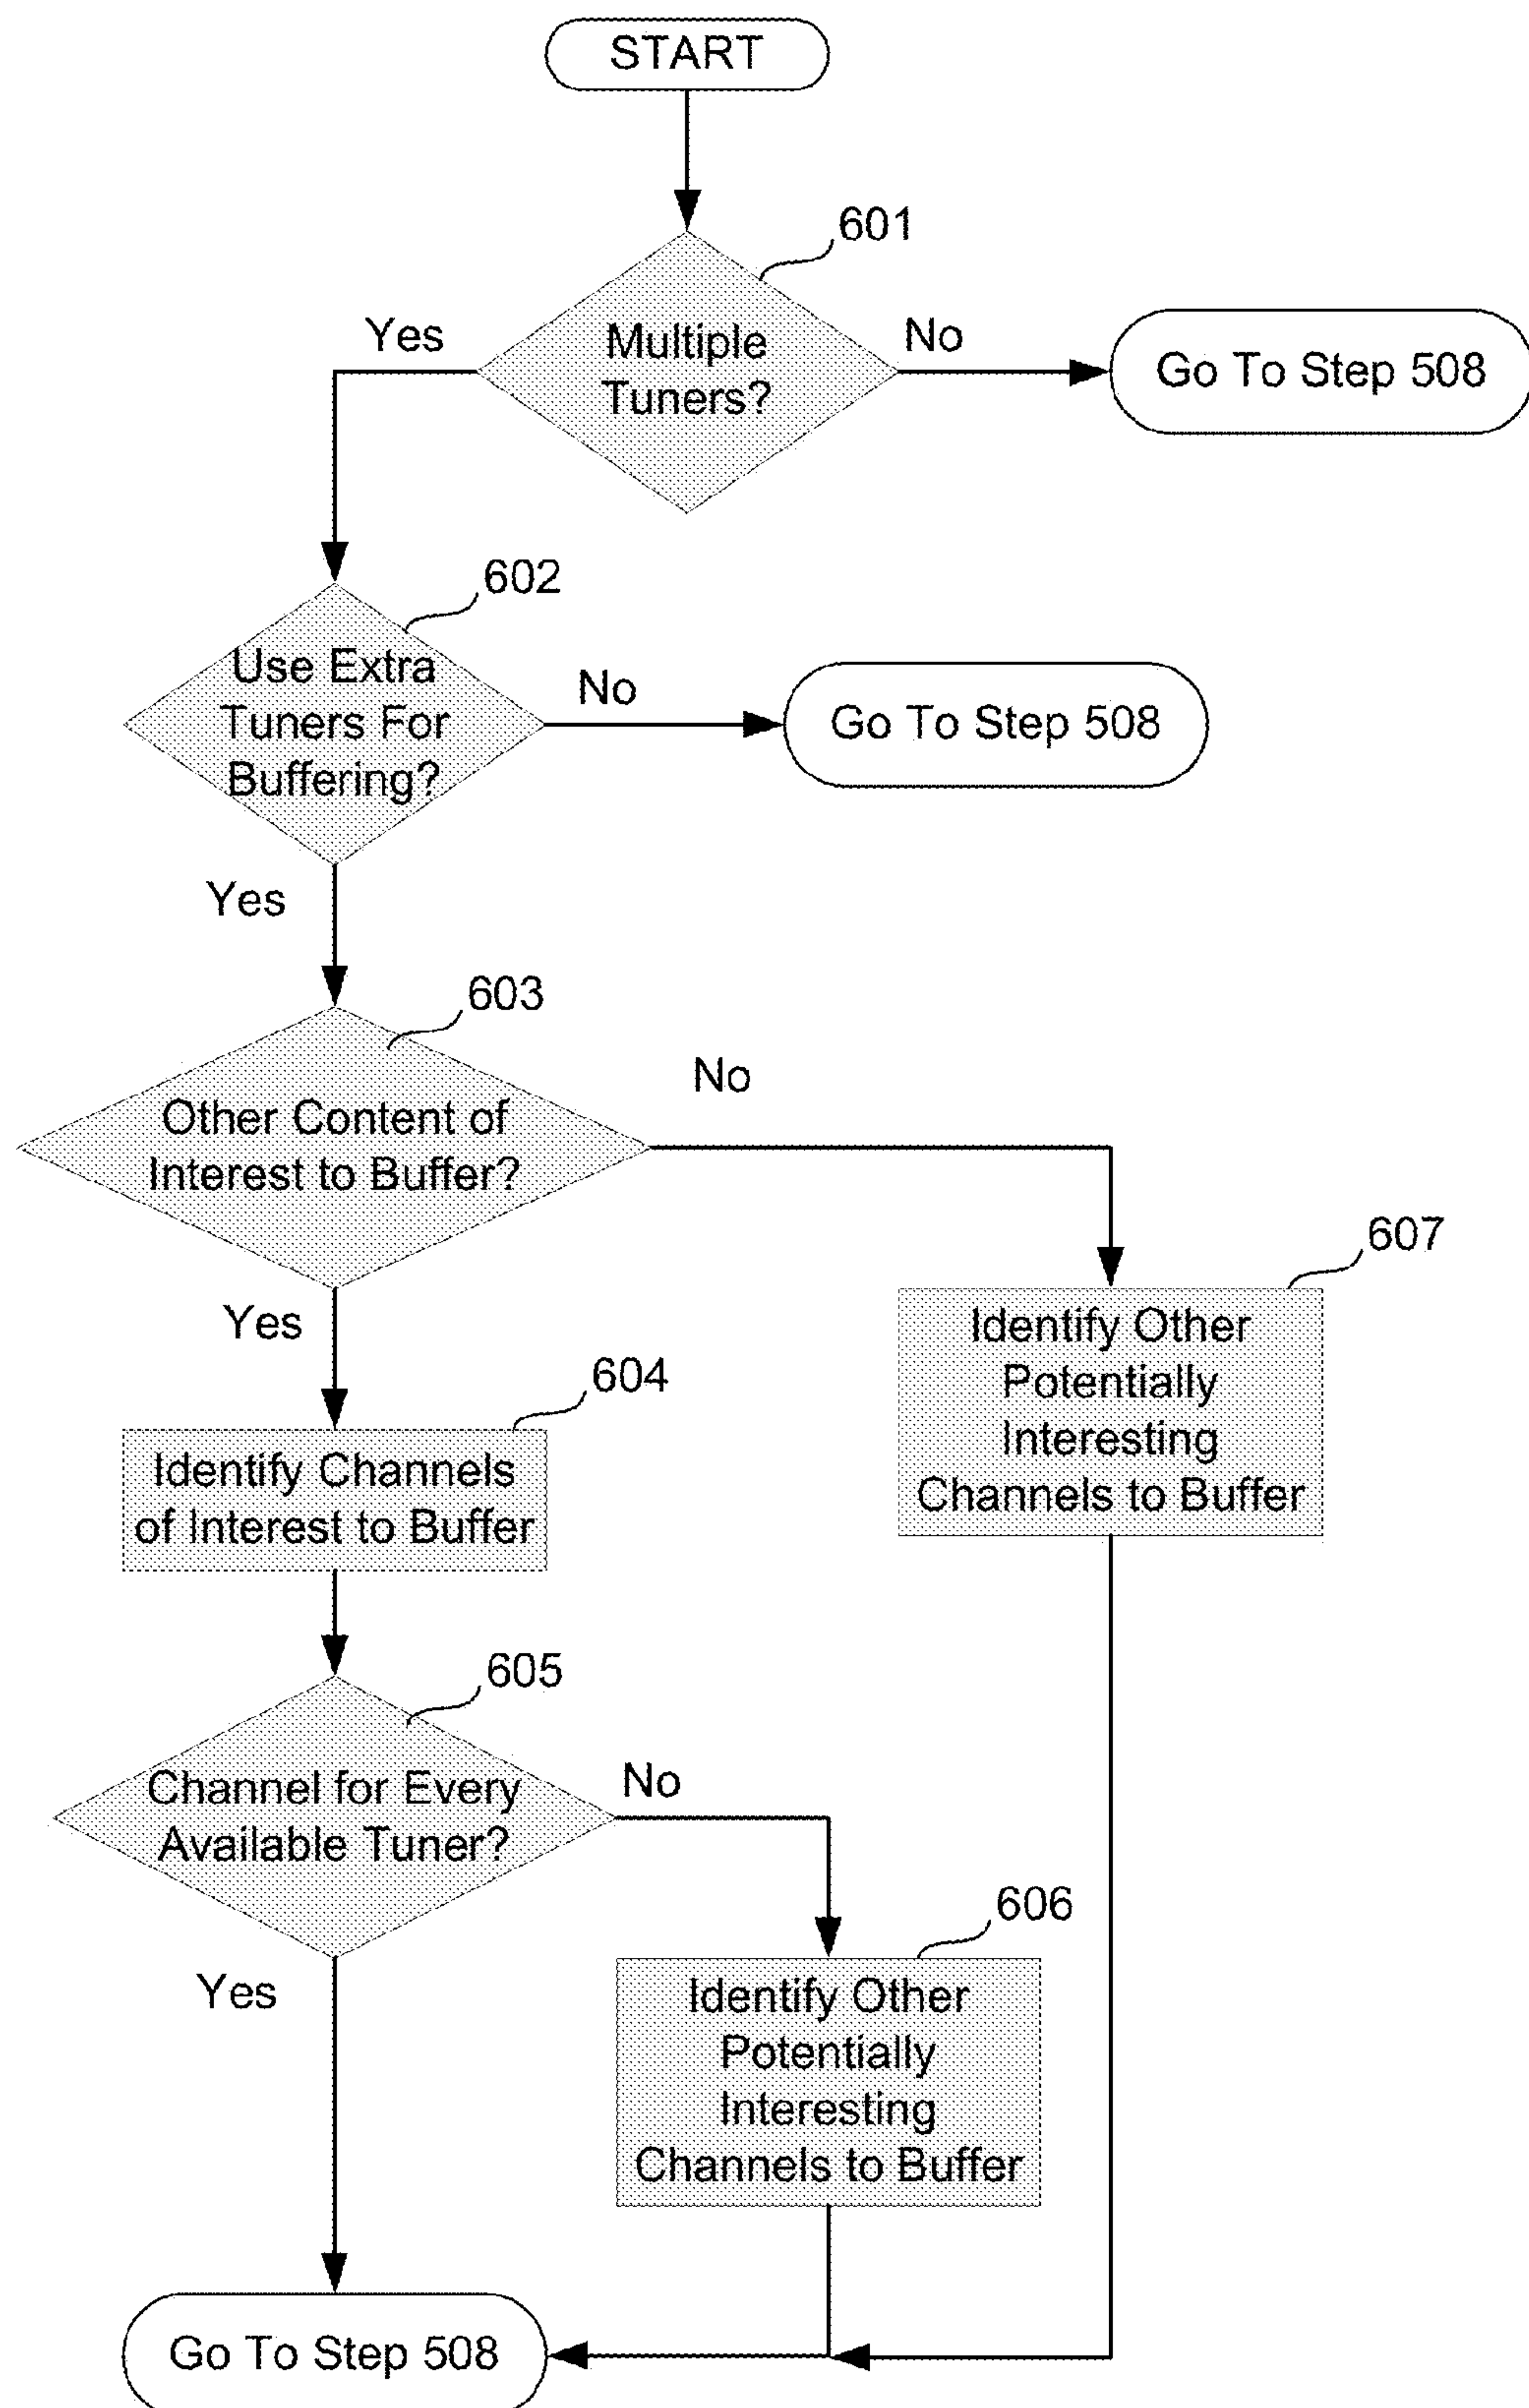 START
601
Yes
Multiple
Tuners?
No
Go To Step 508
602
Use Extra
Tuners For
Buffering?
No
Go To Step 508
Yes
603
Other Content of
Interest to Buffer?
No
607
Identify Other
Potentially
Interesting
Channels to Buffer
Yes
604
Identify Channels
of Interest to Buffer
605
Channel for Every
Available Tuner?
No
606
Identify Other
Potentially
Interesting
Channels to Buffer
Yes
Go To Step 508